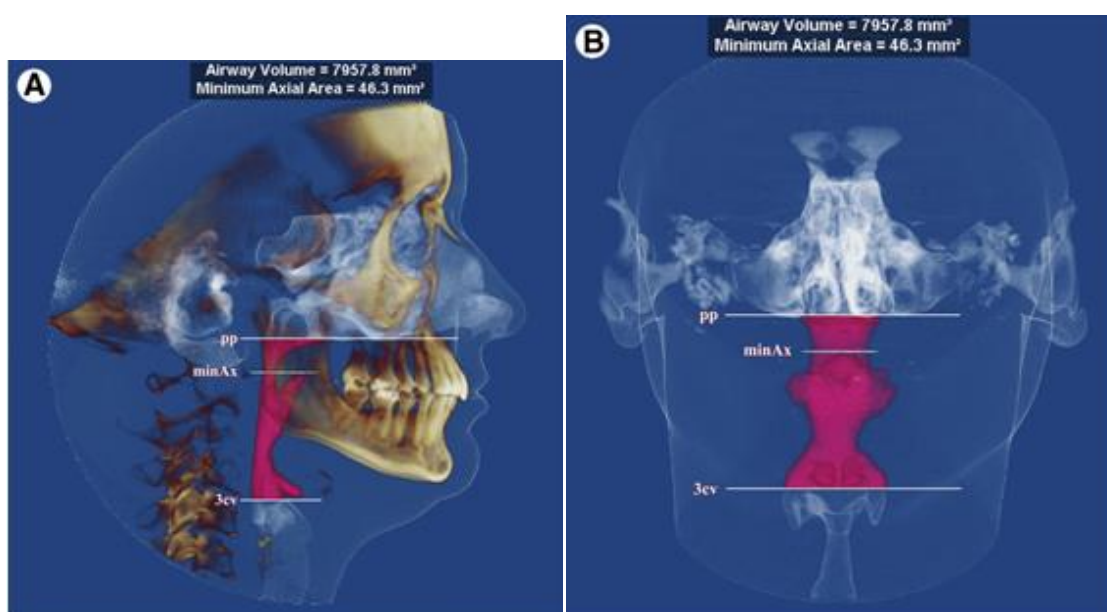 A
Airway Volume = 7957.8 mm³
Minimum Axial Area = 46.3 mm²
pp
minAx
3cv
B
Airway Volume = 7957.8 mm³
Minimum Axial Area = 46.3 mm²
pp
minAx
3cv